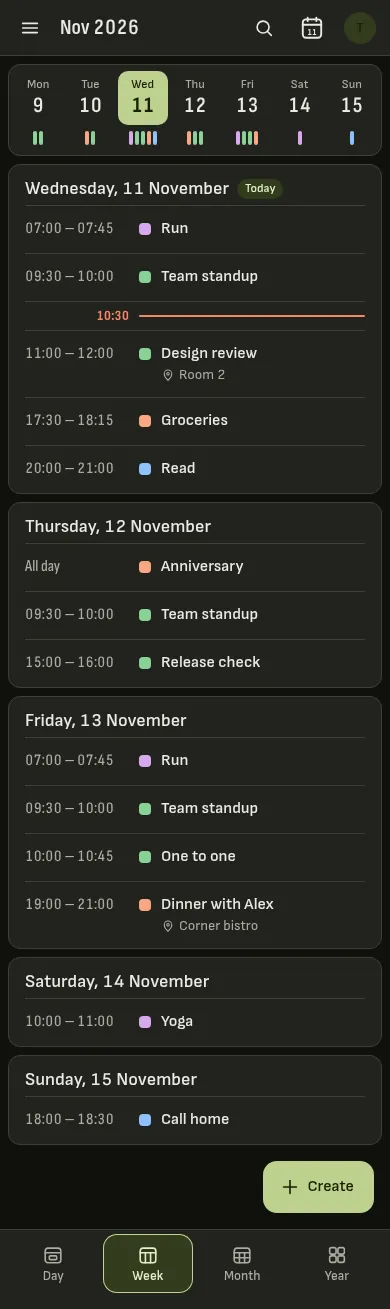 Nov 2026
11
T
Mon Tue Wed Thu Fri Sat Sun
9 10 11 12 13 14 15
Wednesday, 11 November Today
07:00 – 07:45 Run
09:30 – 10:00 Team standup
10:30
11:00 – 12:00 Design review
Room 2
17:30 – 18:15 Groceries
20:00 – 21:00 Read
Thursday, 12 November
All day Anniversary
09:30 – 10:00 Team standup
15:00 – 16:00 Release check
Friday, 13 November
07:00 – 07:45 Run
09:30 – 10:00 Team standup
10:00 – 10:45 One to one
19:00 – 21:00 Dinner with Alex
Corner bistro
Saturday, 14 November
10:00 – 11:00 Yoga
Sunday, 15 November
18:00 – 18:30 Call home
Create
Day Week Month Year